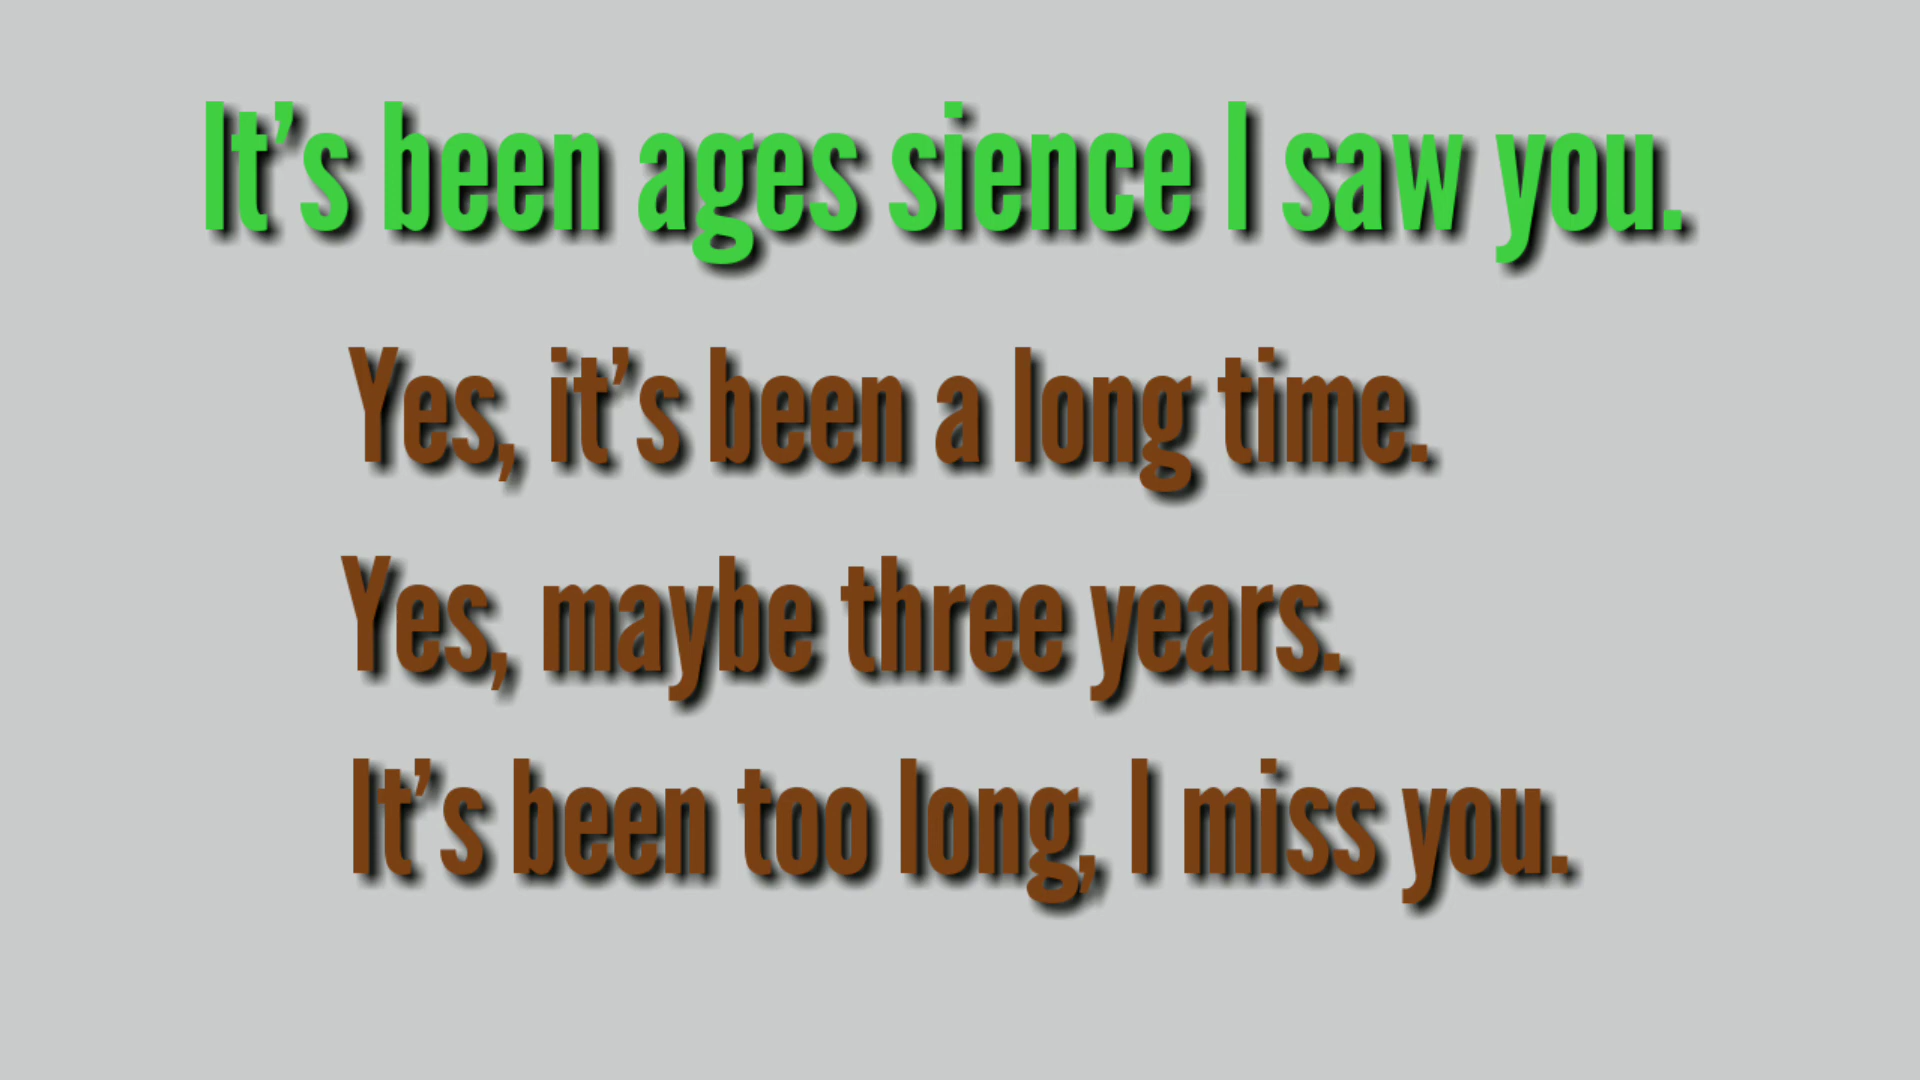 It’s been ages sience I saw you.
Yes, it’s been a long time.
Yes, maybe three years.
It’s been too long, I miss you.